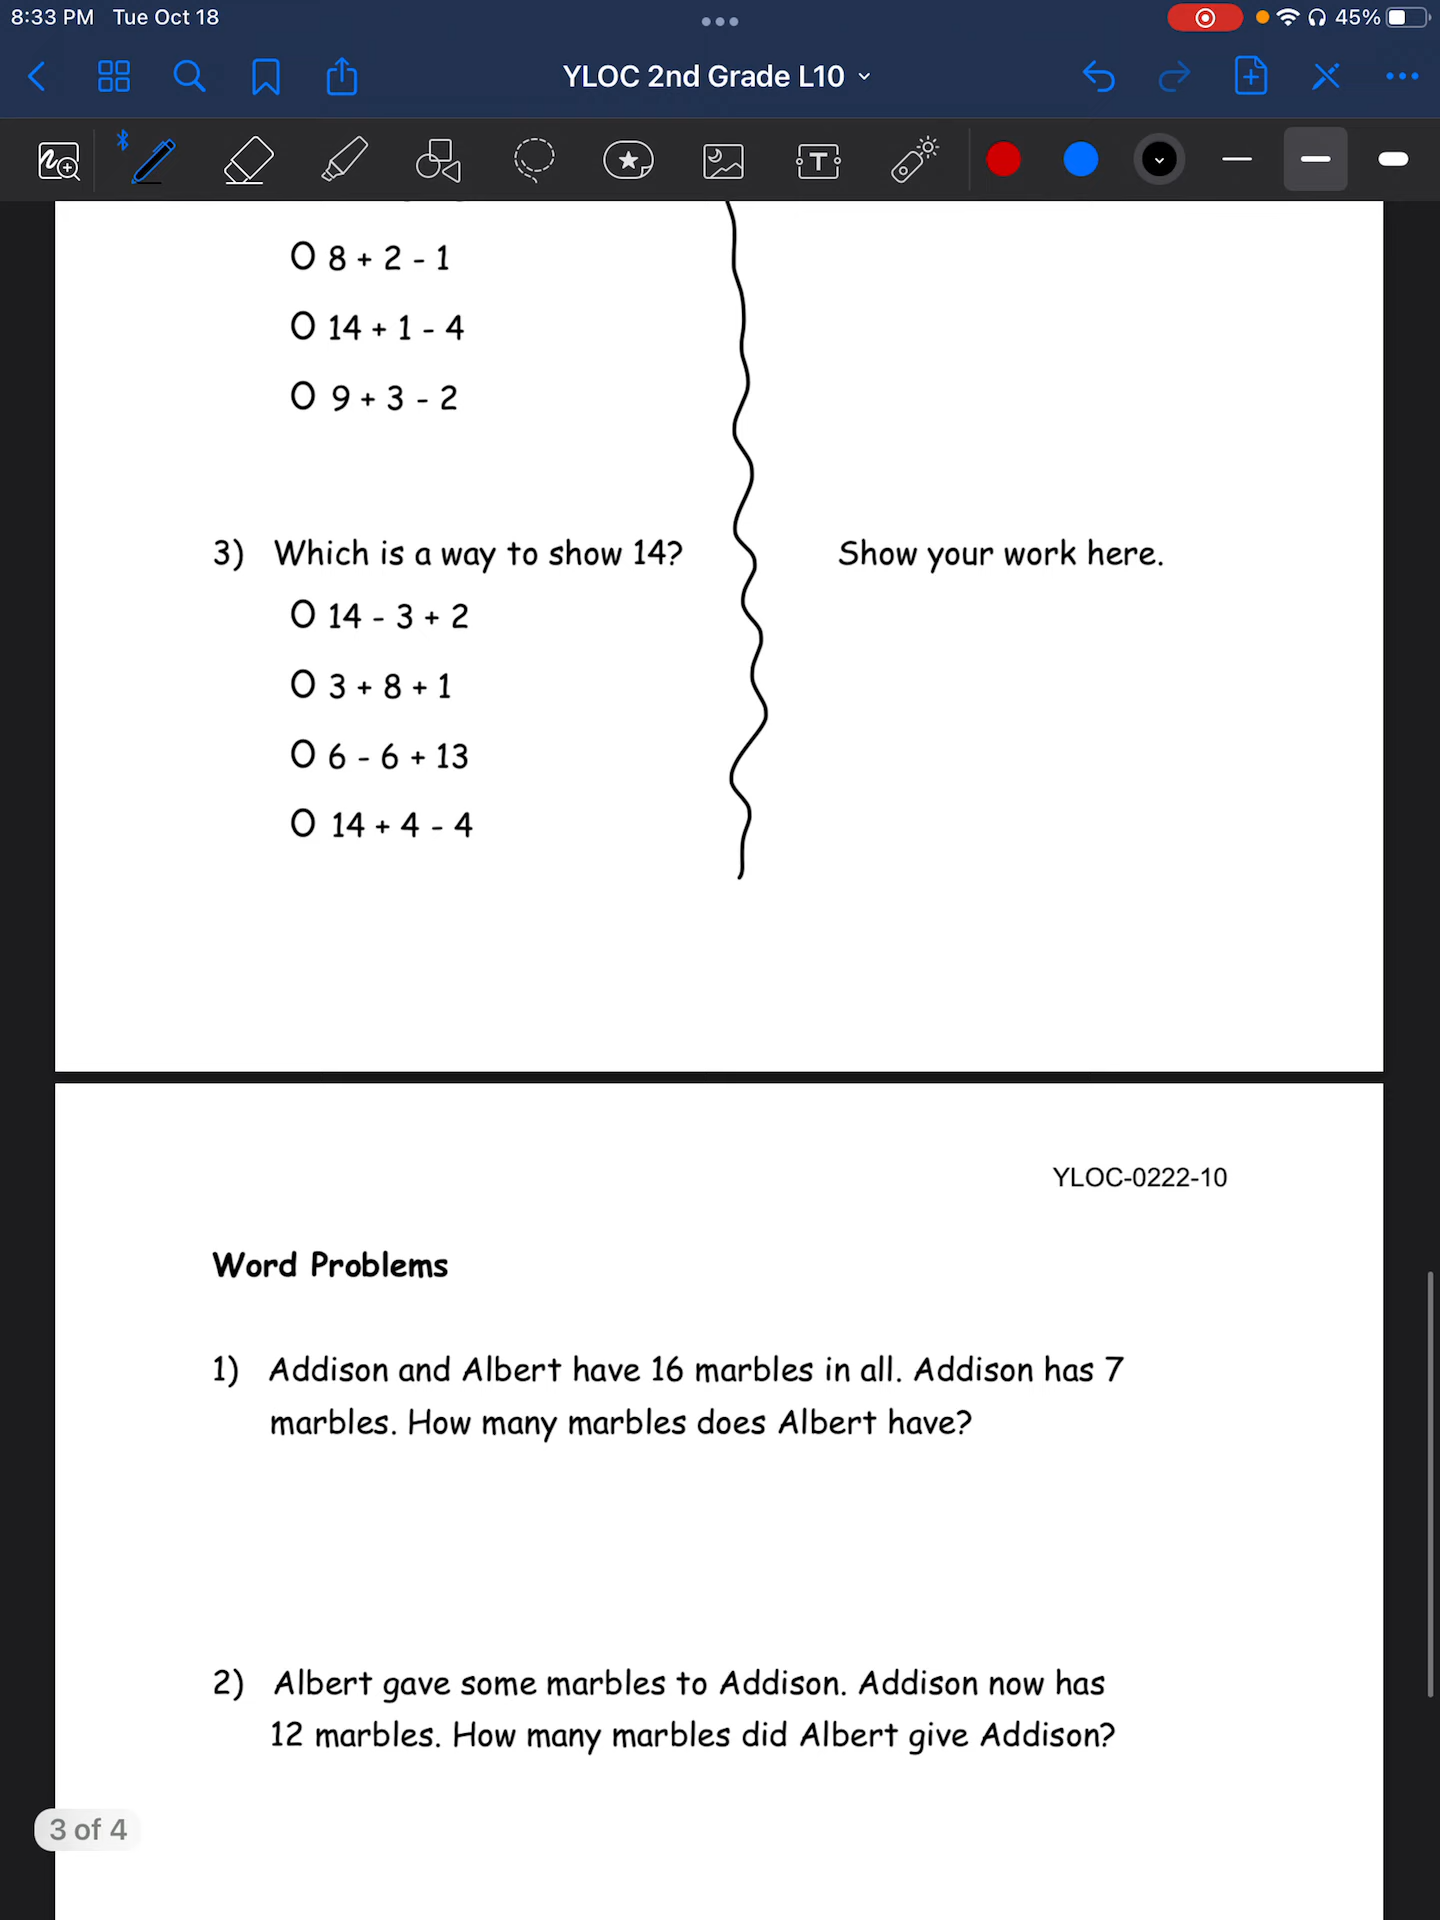 8:33 PM Tue Oct 18
45%
YLOC 2nd Grade L10
T
O 8 + 2 - 1
O 14 + 1 - 4
O 9 + 3 - 2
3) Which is a way to show 14?
Show your work here.
O 14 - 3 + 2
O 3 + 8 + 1
O 6 - 6 + 13
O 14 + 4 - 4
YLOC-0222-10
Word Problems
1) Addison and Albert have 16 marbles in all. Addison has 7
marbles. How many marbles does Albert have?
2) Albert gave some marbles to Addison. Addison now has
12 marbles. How many marbles did Albert give Addison?
3 of 4